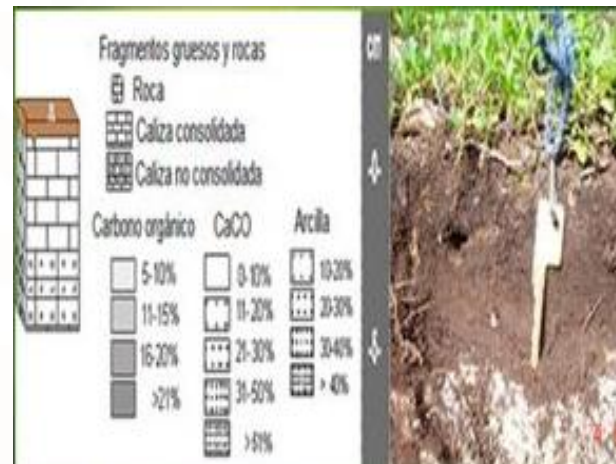 Fragmentos gruesos y rocas
Roca
Caliza consolidada
Caliza no consolidada
Carbono orgánico
5-10%
11-15%
16-20%
>21%
CaCO
0-10%
11-20%
21-30%
31-50%
>51%
Arcilla
10-20%
20-30%
30-40%
> 40%
cm